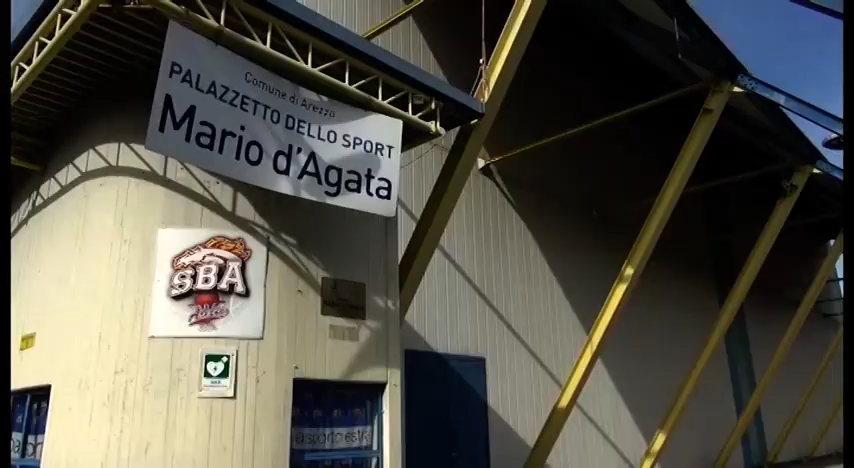 Comune di Arezzo
PALAZZETTO DELLO SPORT
Mario d'Agata
SBA